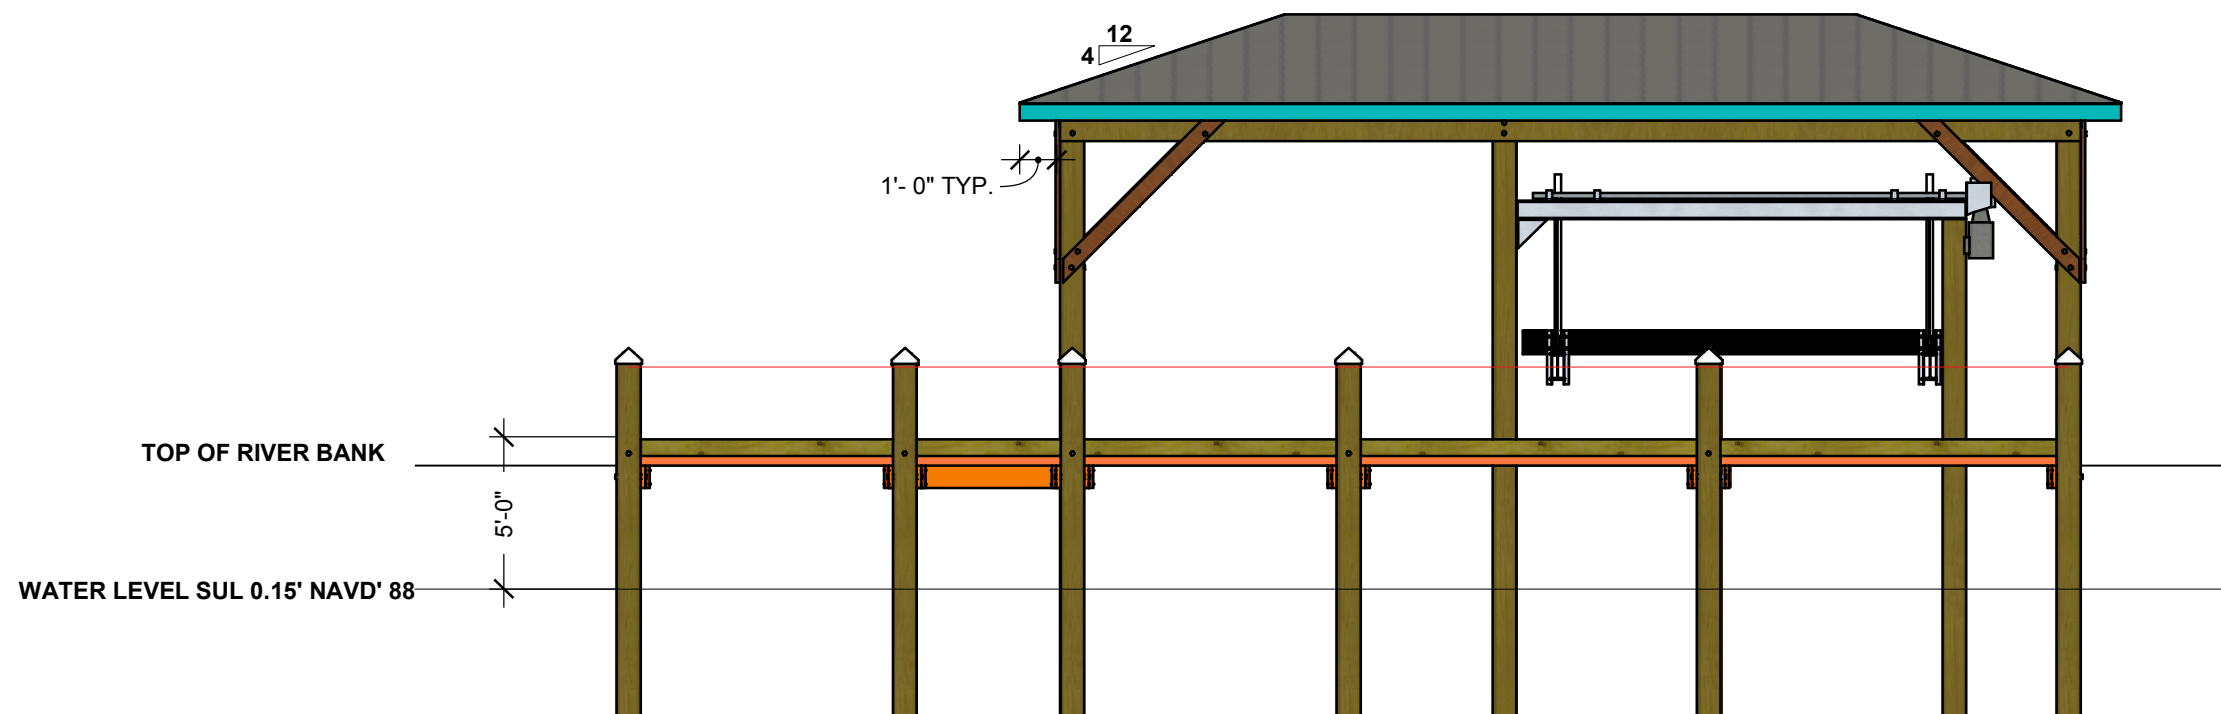 12
4
1'- 0" TYP.
TOP OF RIVER BANK
5'-0"
WATER LEVEL SUL 0.15' NAVD' 88